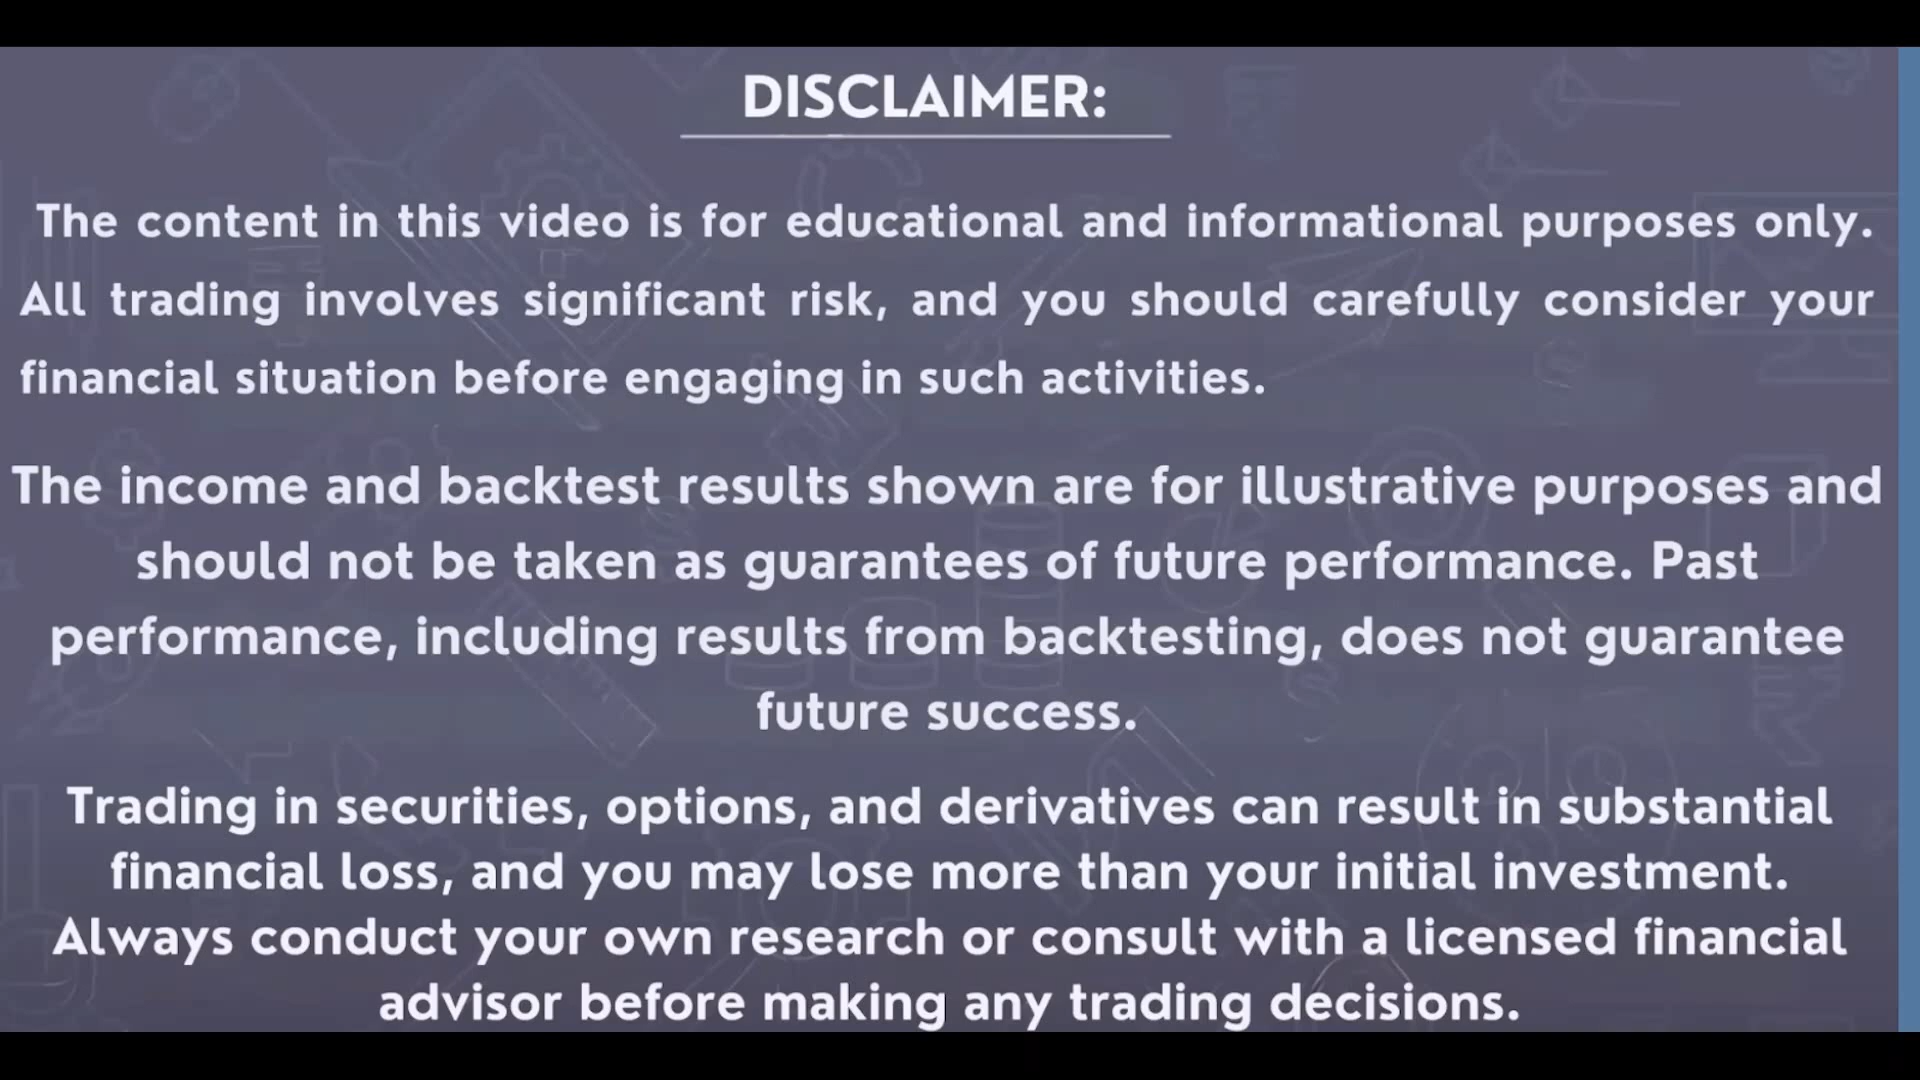 DISCLAIMER:
The content in this video is for educational and informational purposes only.
All trading involves significant risk, and you should carefully consider your
financial situation before engaging in such activities.
The income and backtest results shown are for illustrative purposes and
should not be taken as guarantees of future performance. Past
performance, including results from backtesting, does not guarantee
future success.
Trading in securities, options, and derivatives can result in substantial
financial loss, and you may lose more than your initial investment.
Always conduct your own research or consult with a licensed financial
advisor before making any trading decisions.